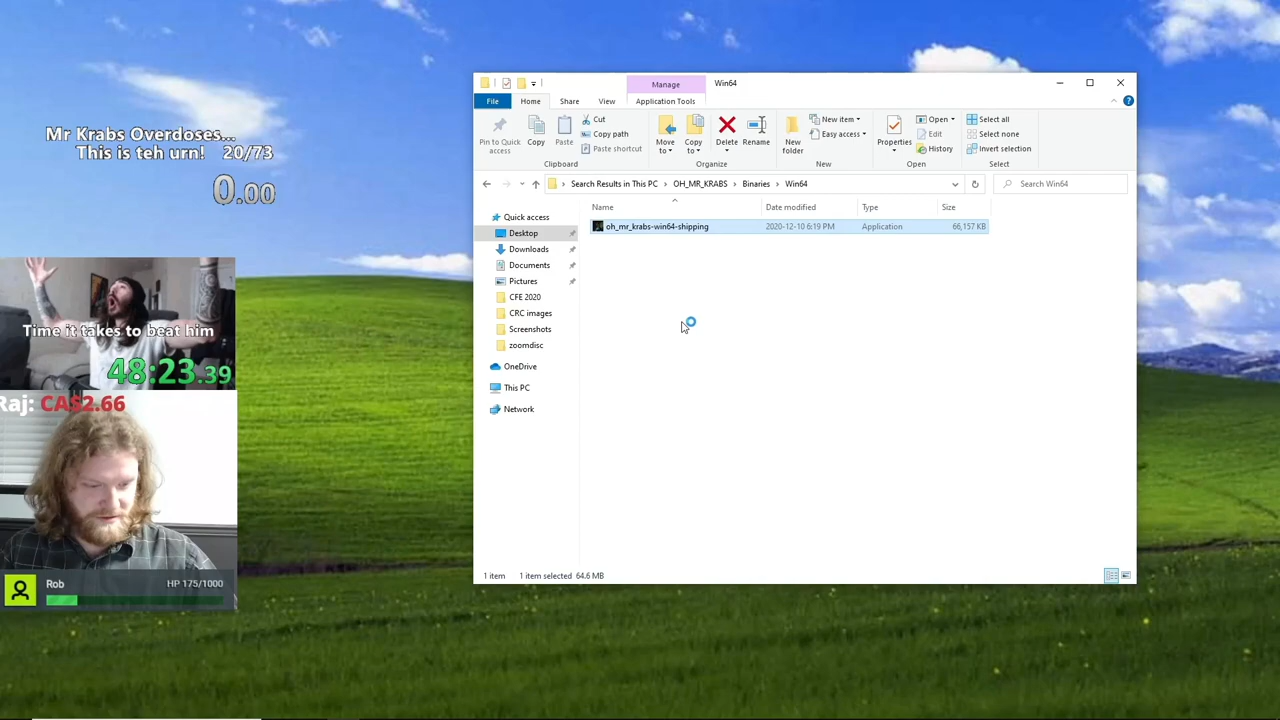 Mr Krabs Overdoses...
This is teh urn! 20/73
0.00
Time it takes to beat him
48:23.39
Raj: CA$2.66
Rob HP 175/1000
Manage Win64
File Home Share View Application Tools
Pin to Quick access
Copy
Paste
Cut
Copy path
Paste shortcut
Clipboard
Move to
Copy to
Delete
Rename
Organize
New folder
New item
Easy access
New
Properties
Open
Edit
History
Open
Select all
Select none
Invert selection
Select
Search Results in This PC > OH_MR_KRABS > Binaries > Win64
Search Win64
Name Date modified Type Size
oh_mr_krabs-win64-shipping 2020-12-10 6:19 PM Application 66,157 KB
Quick access
Desktop
Downloads
Documents
Pictures
CFE 2020
CRC images
Screenshots
zoomdisc
OneDrive
This PC
Network
1 item 1 item selected 64.6 MB